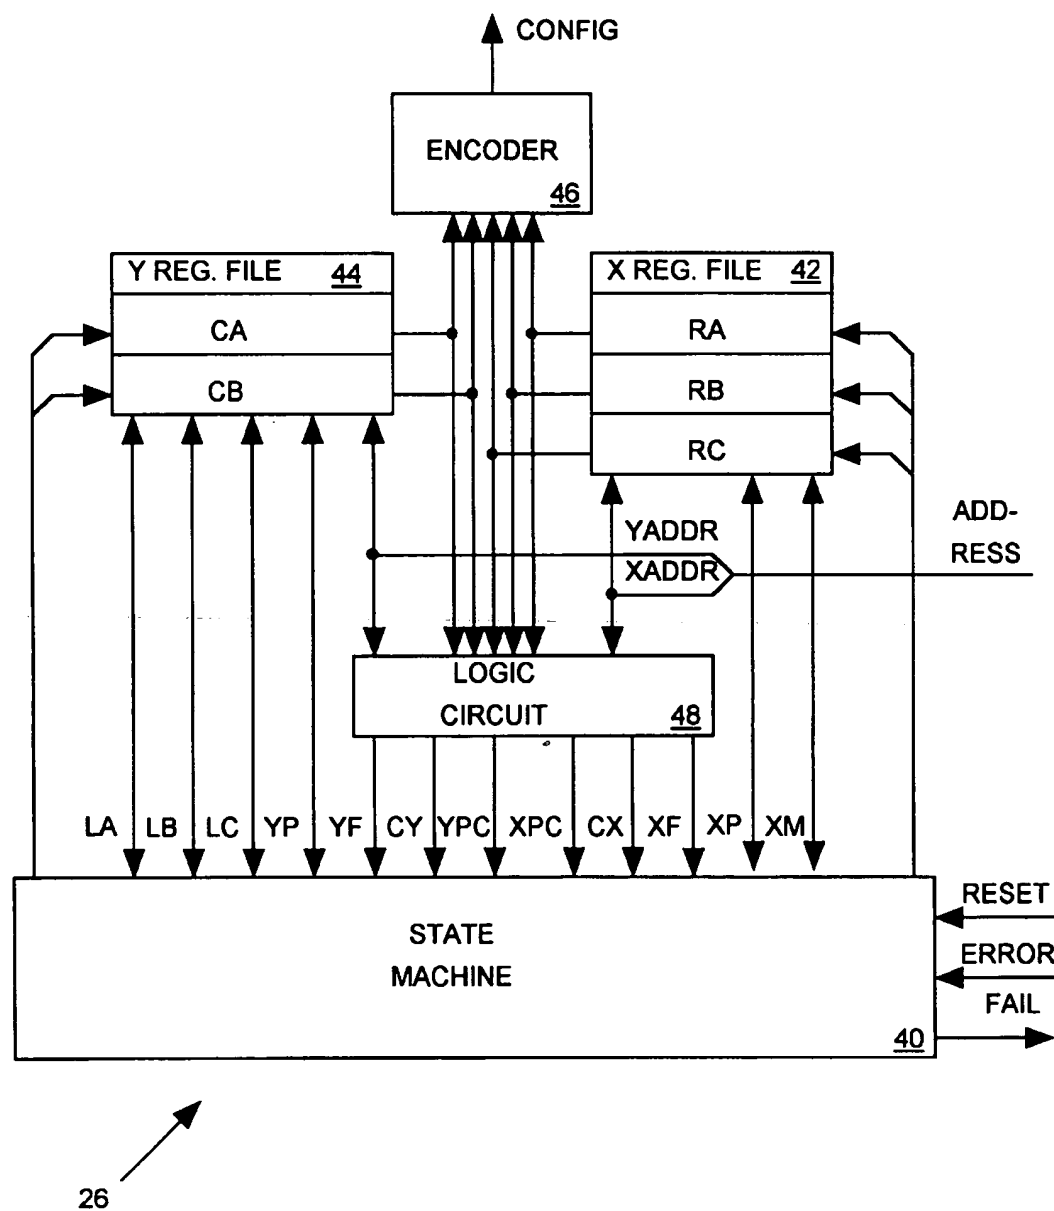 CONFIG
ENCODER
46
Y REG. FILE 44
X REG. FILE 42
CA
RA
CB
RB
RC
YADDR
XADDR
ADD-
RESS
LOGIC
CIRCUIT 48
LA LB LC YP YF CY YPC XPC CX XF XP XM
STATE
MACHINE
40
RESET
ERROR
FAIL
26